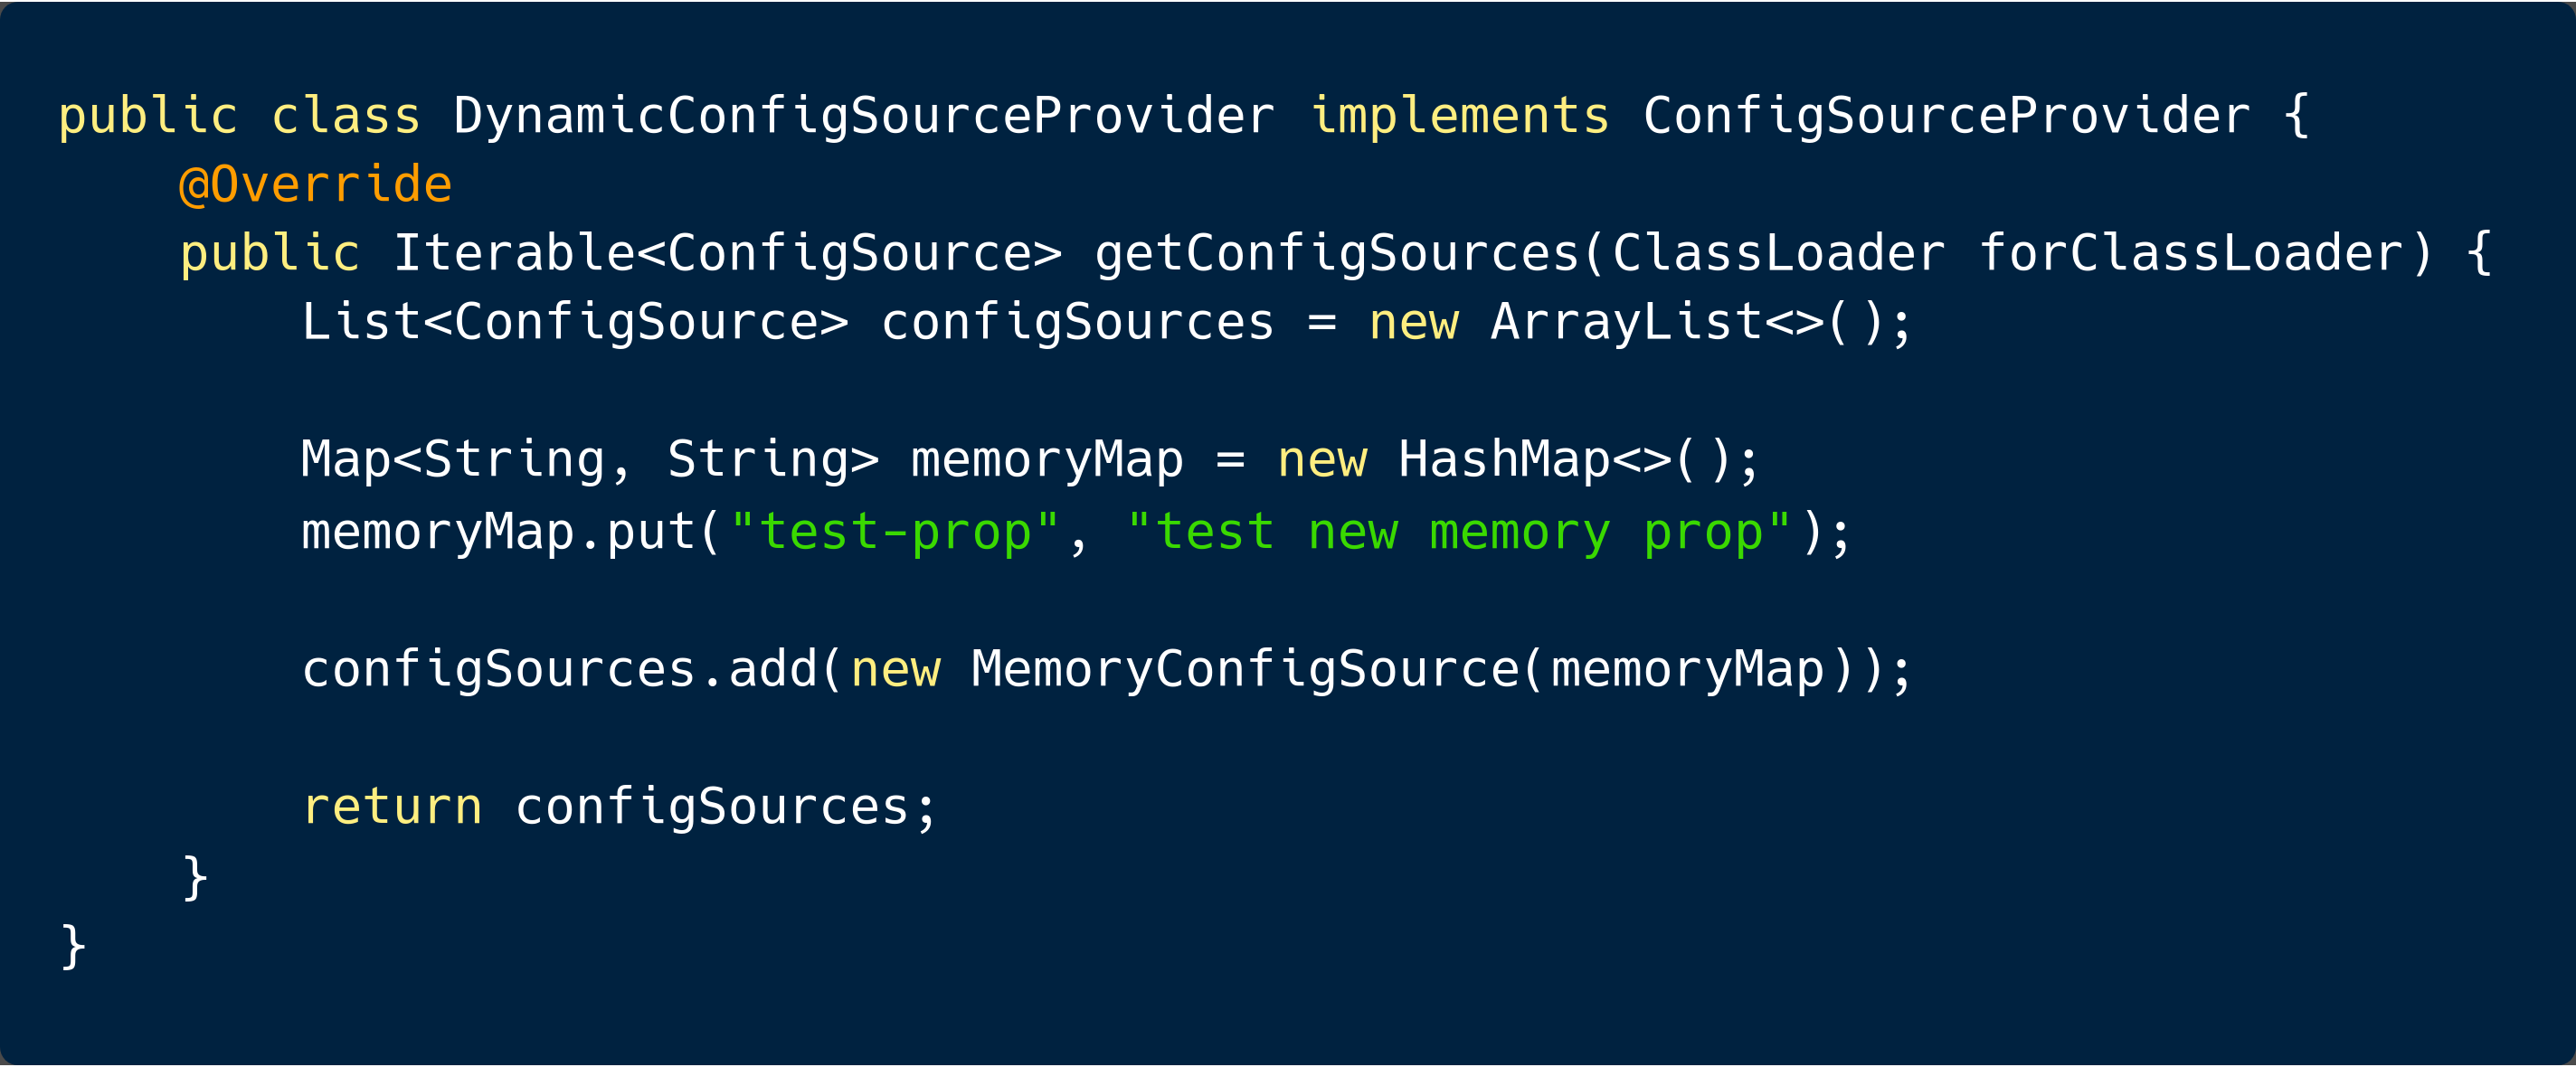 public class DynamicConfigSourceProvider implements ConfigSourceProvider {
    @Override
    public Iterable<ConfigSource> getConfigSources(ClassLoader forClassLoader) {
        List<ConfigSource> configSources = new ArrayList<>();

        Map<String, String> memoryMap = new HashMap<>();
        memoryMap.put("test-prop", "test new memory prop");

        configSources.add(new MemoryConfigSource(memoryMap));

        return configSources;
    }
}